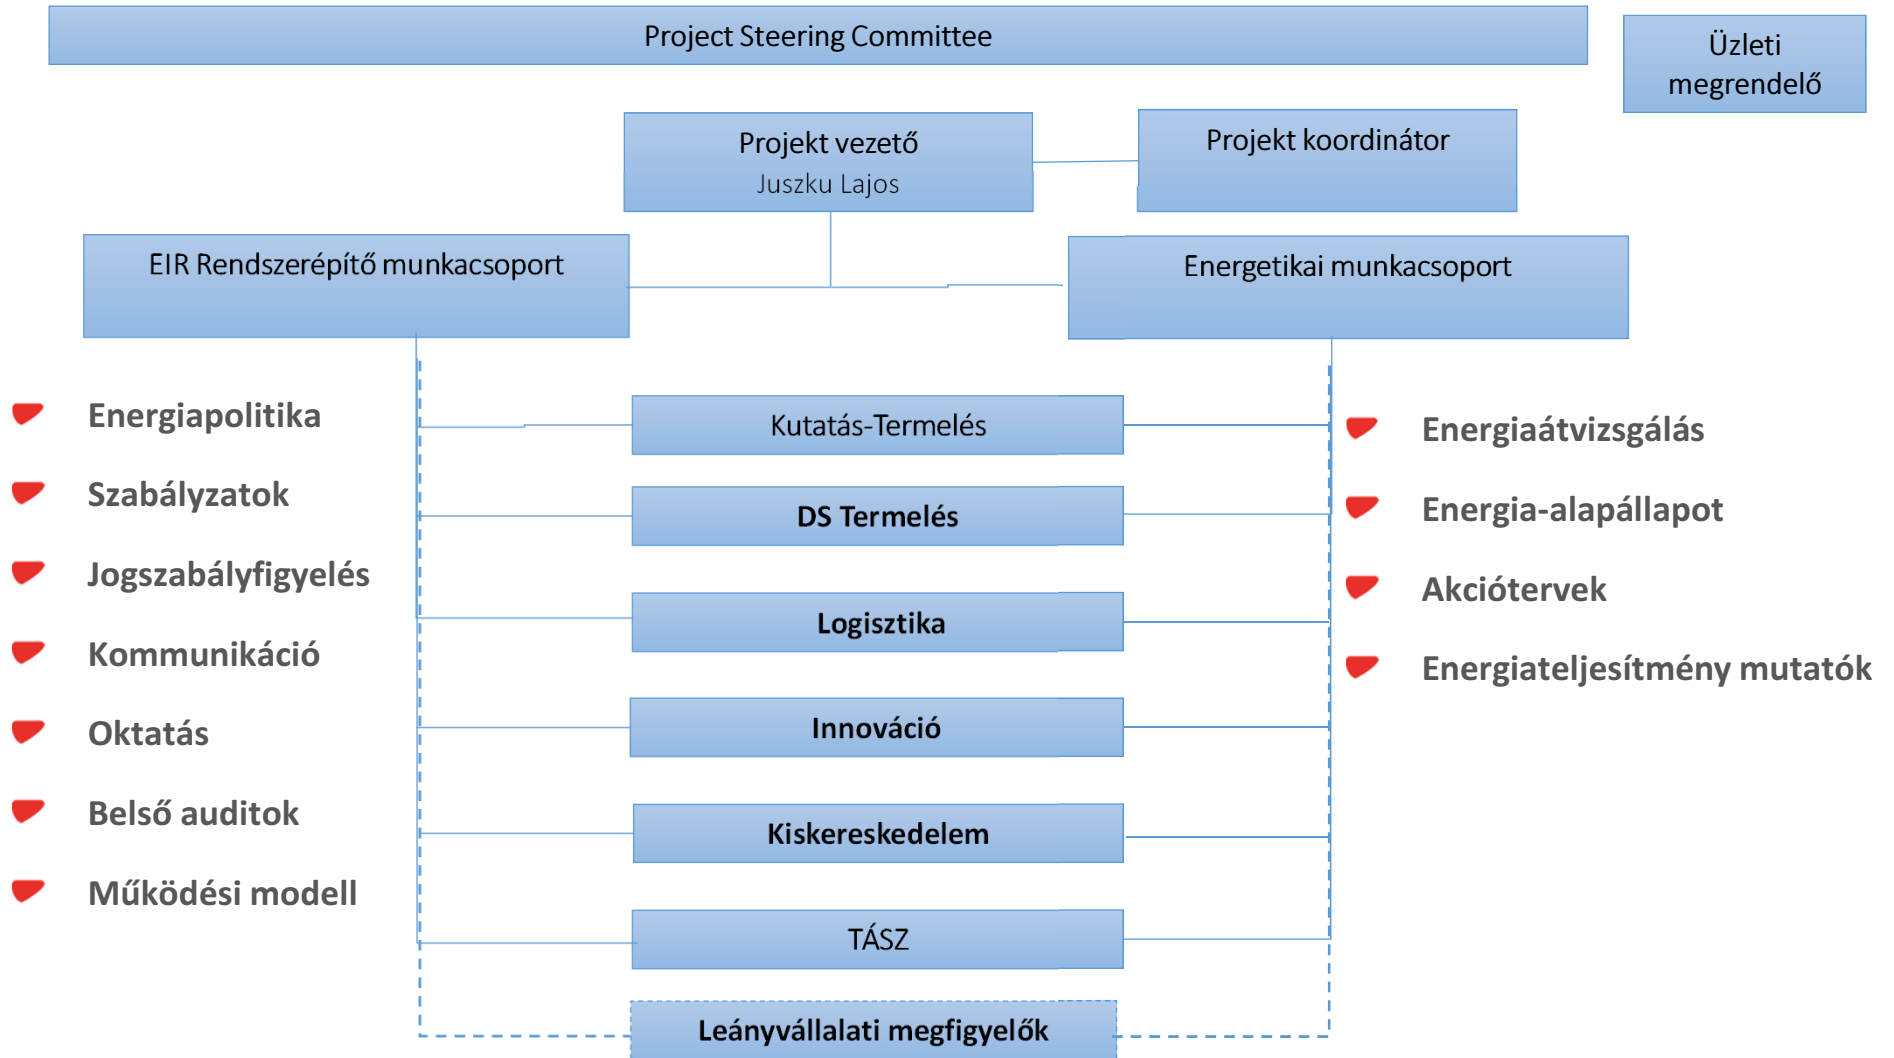 Project Steering Committee
Üzleti
megrendelő
Projekt vezető
Juszku Lajos
Projekt koordinátor
EIR Rendszerépítő munkacsoport
Energetikai munkacsoport
Energiapolitika
Szabályzatok
Jogszabályfigyelés
Kommunikáció
Oktatás
Belső auditok
Működési modell
Kutatás-Termelés
DS Termelés
Logisztika
Innováció
Kiskereskedelem
TÁSZ
Leányvállalati megfigyelők
Energiaátvizsgálás
Energia-alapállapot
Akciótervek
Energiateljesítmény mutatók